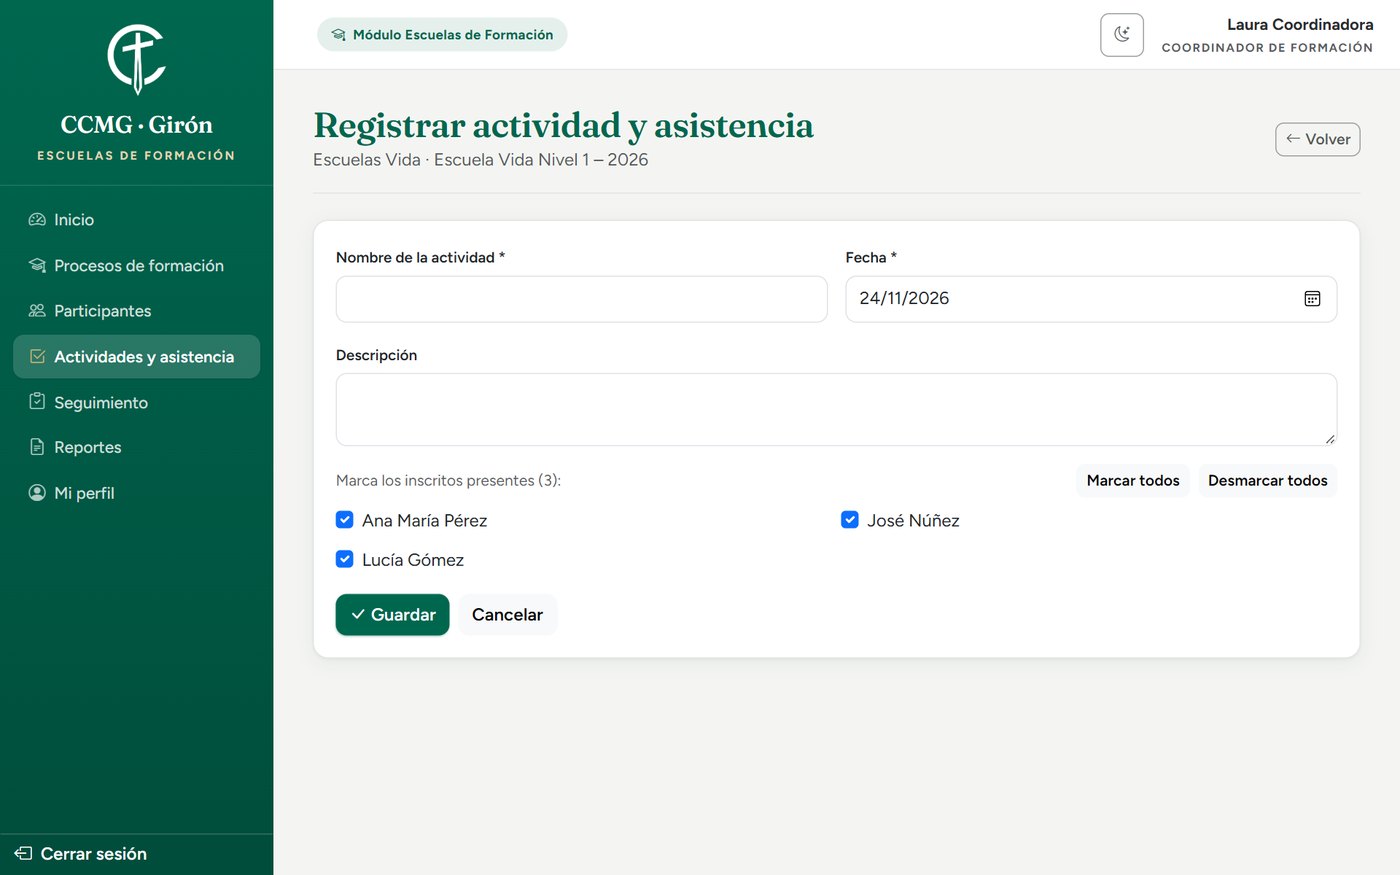 CCMG · Girón
ESCUELAS DE FORMACIÓN
Inicio
Procesos de formación
Participantes
Actividades y asistencia
Seguimiento
Reportes
Mi perfil
Cerrar sesión
Módulo Escuelas de Formación
Laura Coordinadora
COORDINADOR DE FORMACIÓN
Registrar actividad y asistencia
Escuelas Vida · Escuela Vida Nivel 1 – 2026
← Volver
Nombre de la actividad *
Fecha *
24/11/2026
Descripción
Marca los inscritos presentes (3):
Marcar todos
Desmarcar todos
Ana María Pérez
José Núñez
Lucía Gómez
Guardar
Cancelar